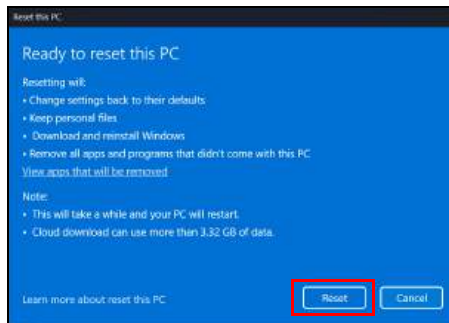 Reset this PC
Ready to reset this PC
Resetting will:
• Change settings back to their defaults
• Keep personal files
• Download and reinstall Windows
• Remove all apps and programs that didn't come with this PC
View apps that will be removed
Note:
• This will take a while and your PC will restart.
• Cloud download can use more than 3.32 GB of data.
Learn more about reset this PC
Reset Cancel